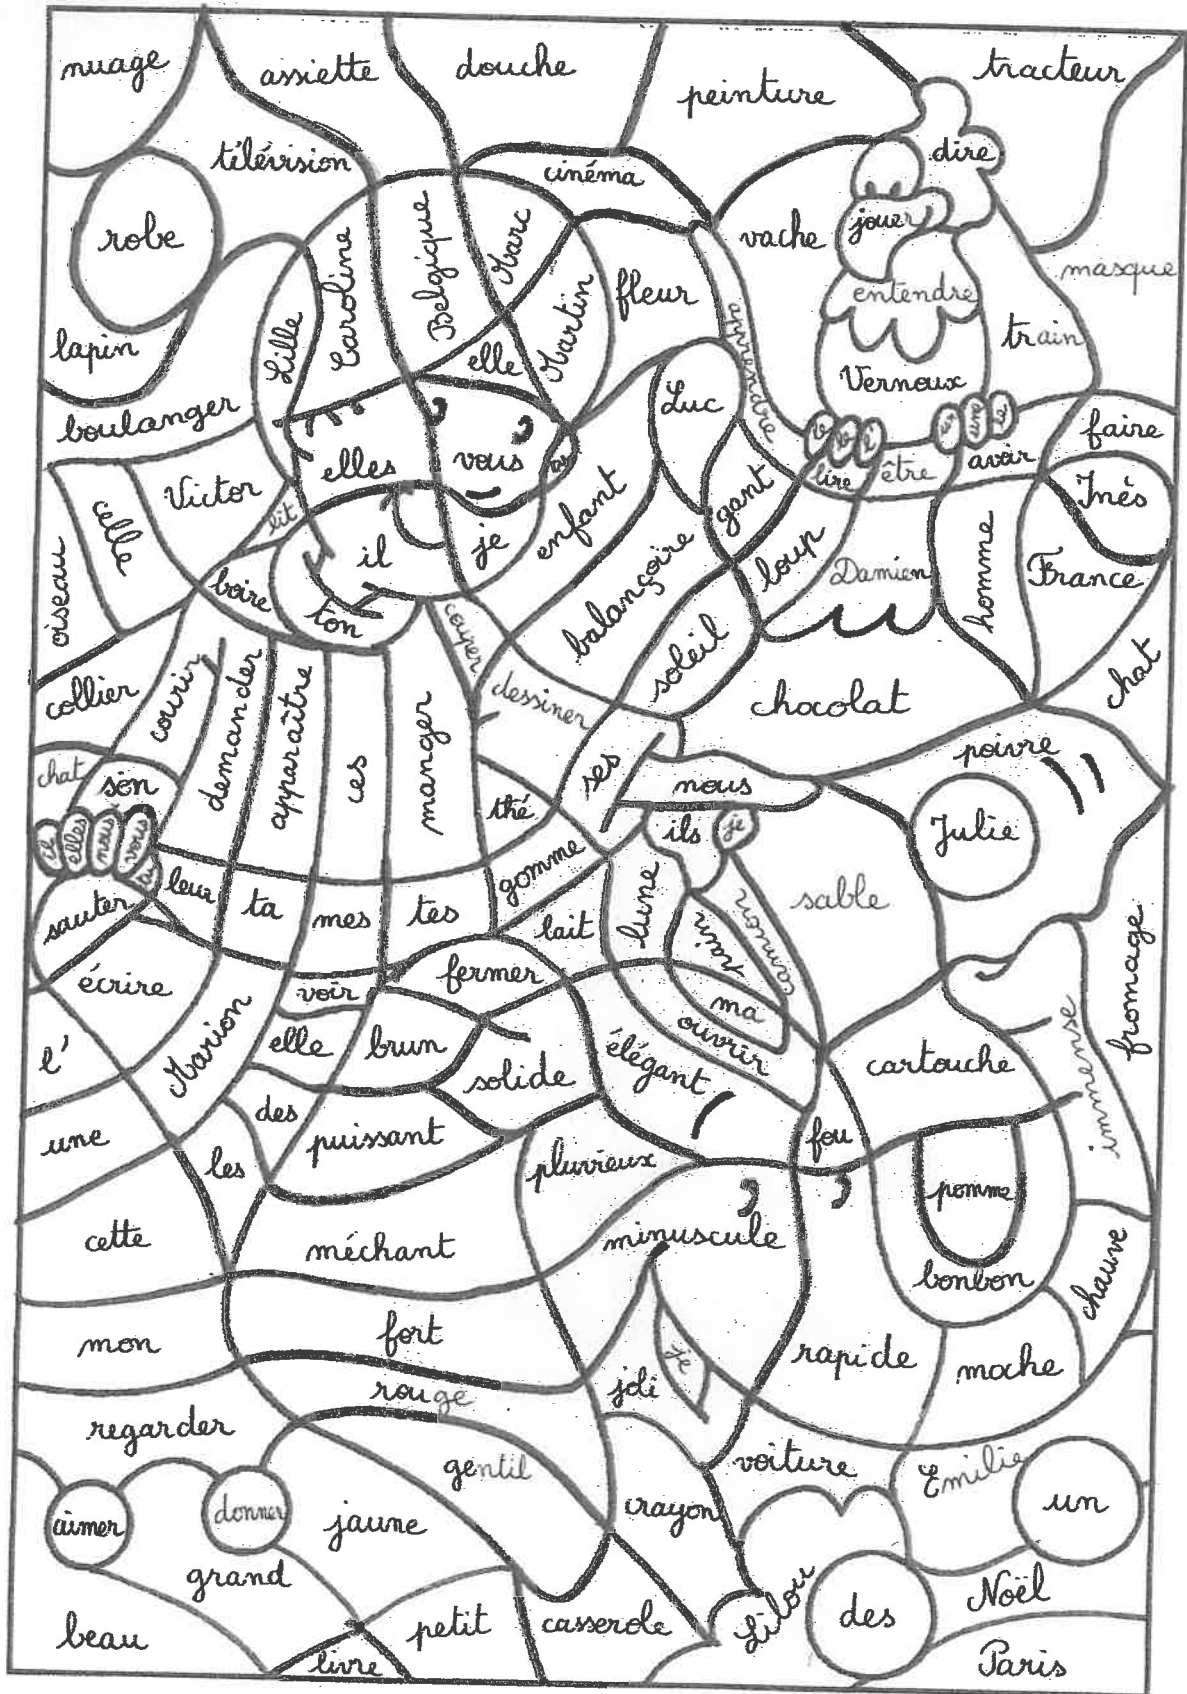 nuage
assiette
douche
peinture
tracteur
télévision
cinéma
dire
robe
vache
jouer
masque
Caroline
Belgique
Marc
fleur
entendre
lapin
Lille
Martin
apprendre
train
elle
Vernoux
Luc
boulanger
faire
elles
vous
lire
être
avoir
Inès
Victor
celle
lit
enfant
gant
oiseau
il
je
loup
Damien
homme
France
boire
ton
balançoire
couper
soleil
chat
collier
courir
demander
apparaître
ces
manger
dessiner
chocolat
poivre
chat
son
ses
nous
thé
ils
je
Julie
il
elles
nous
vous
tu
leur
ta
mes
tes
gomme
lune
pain
camion
sable
sauter
lait
fromage
écrire
voir
fermer
ma
ouvrir
l'
Marion
elle
brun
solide
élégant
cartouche
immense
une
des
puissant
fou
les
pluvieux
pomme
cette
méchant
minuscule
bonbon
chauve
mon
fort
joli
je
rapide
moche
rouge
regarder
gentil
voiture
Emilie
un
aimer
donner
jaune
crayon
grand
Lilou
des
Noël
beau
petit
casserole
livre
Paris